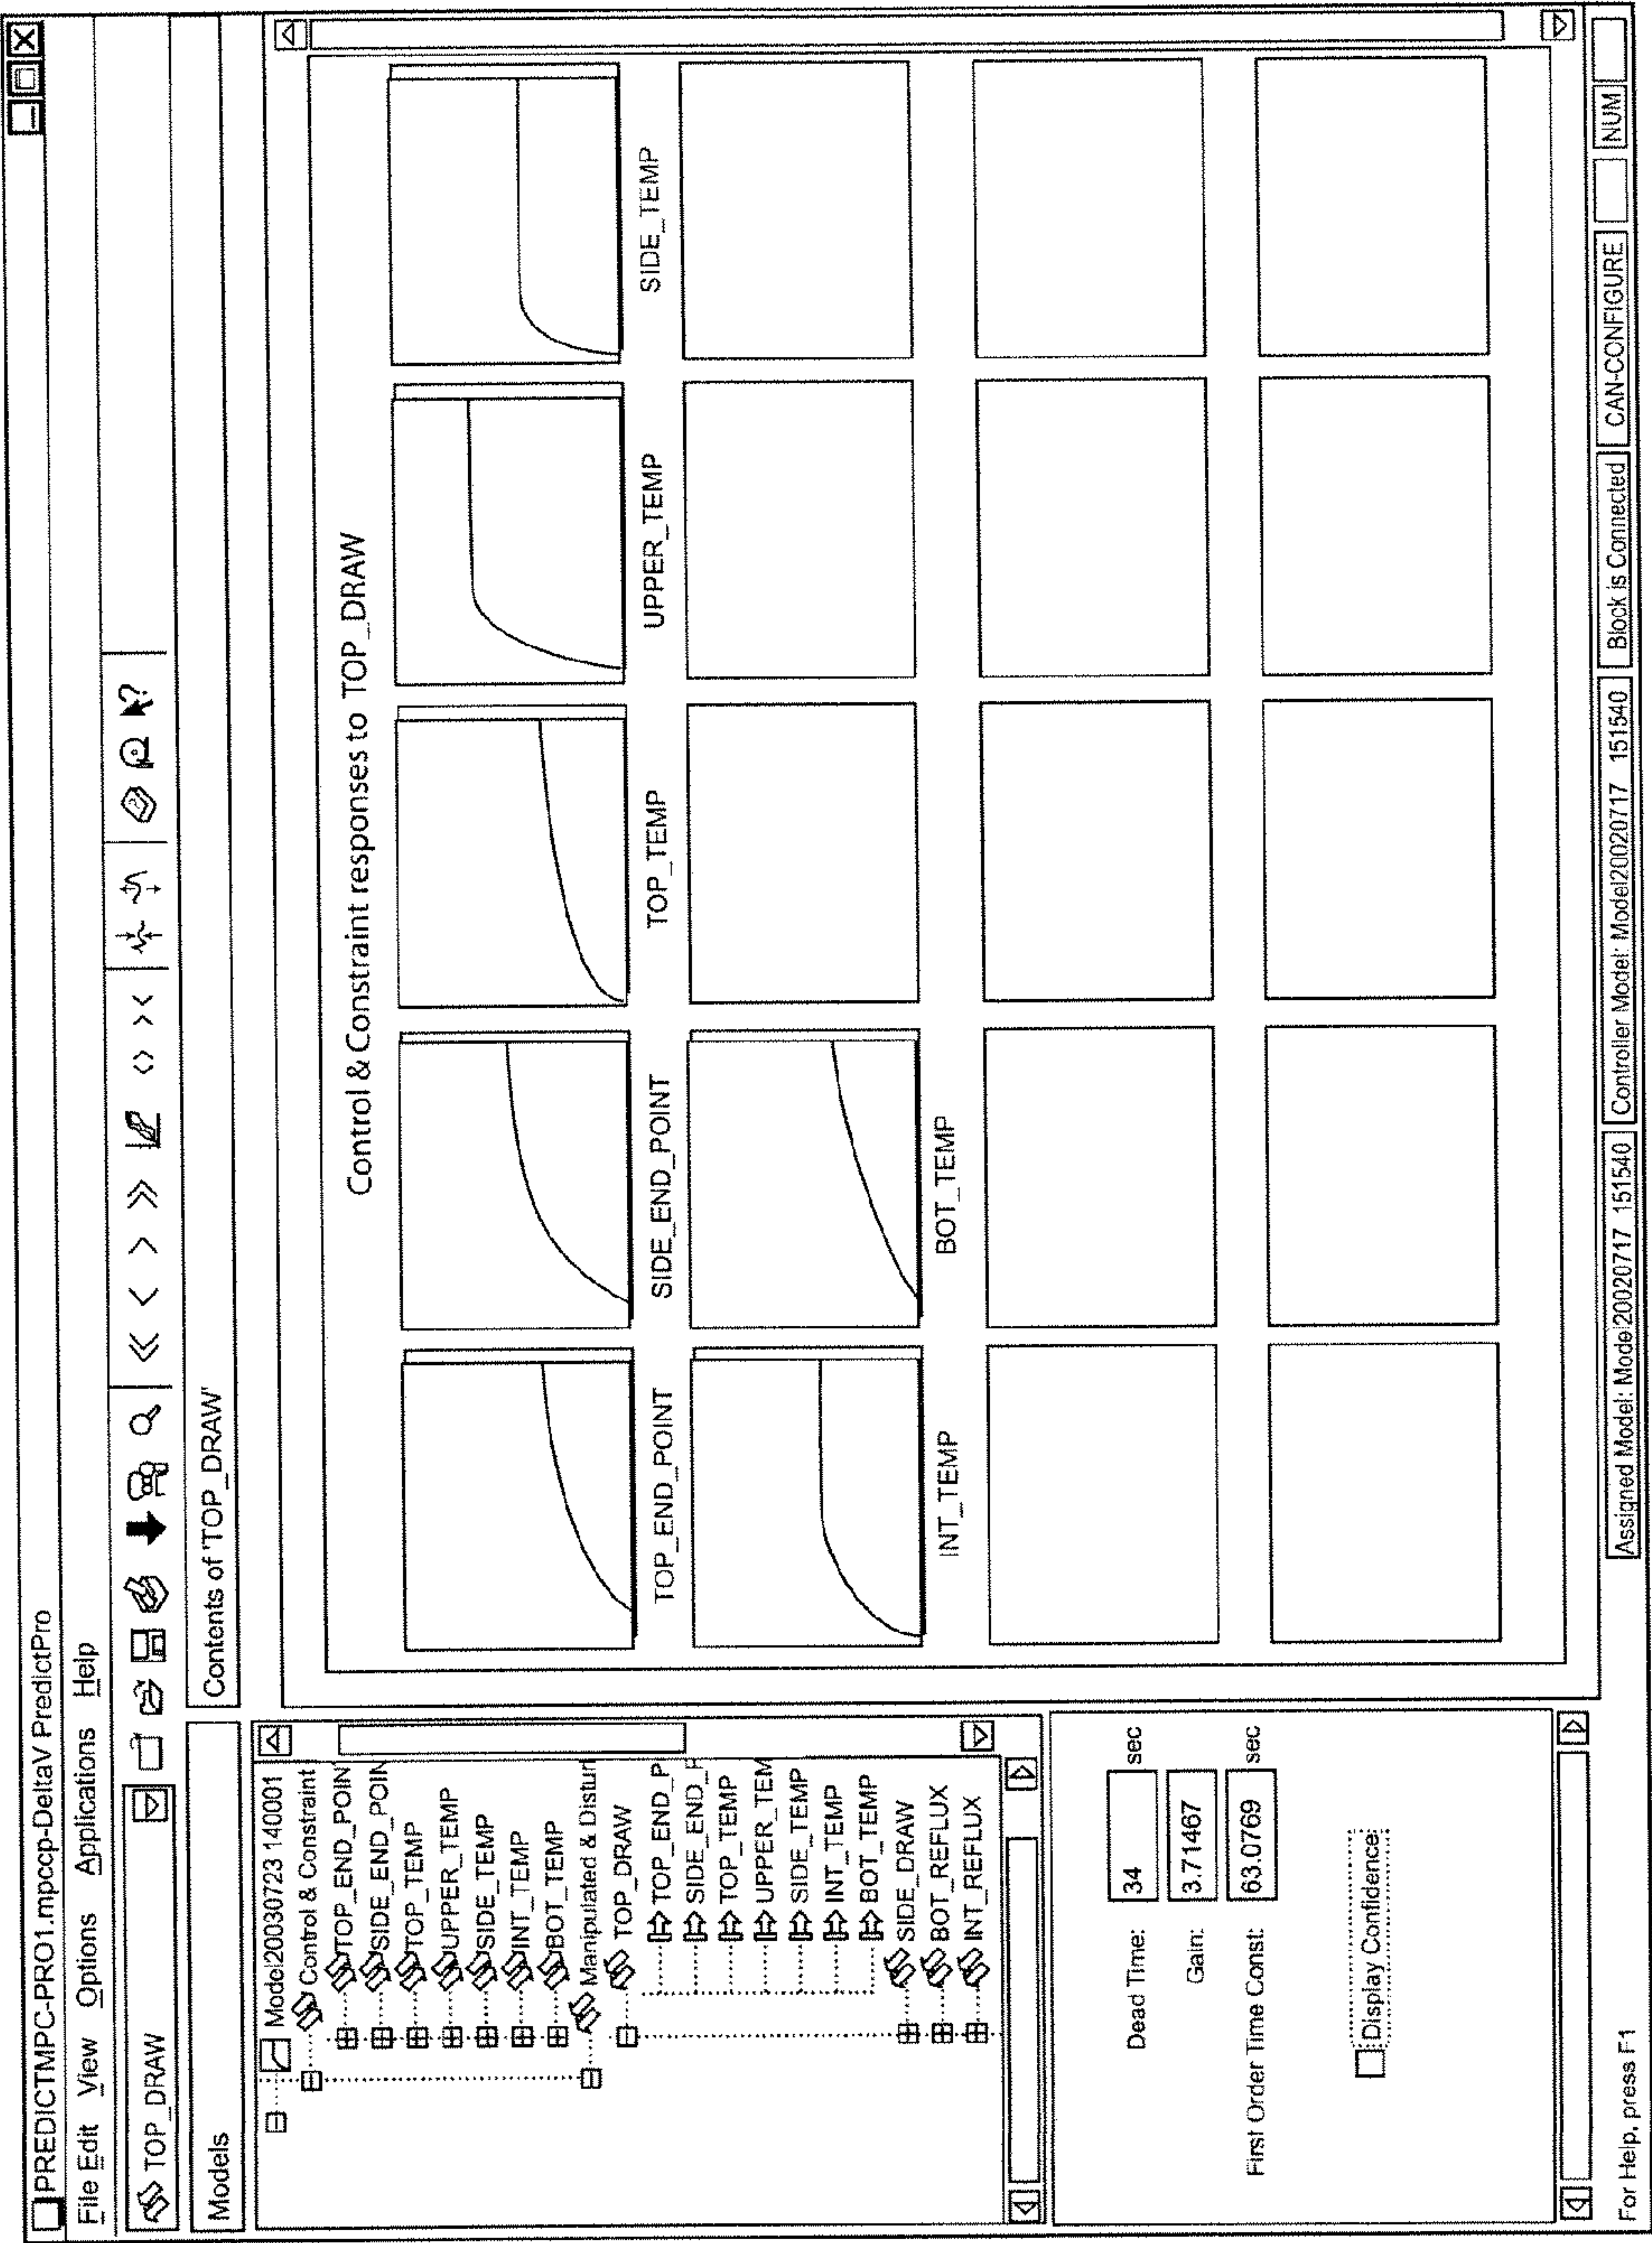 PREDICTMPC-PRO1.mpccp-DeltaV PredictPro
File Edit View Options Applications Help
TOP_DRAW
Models
Contents of 'TOP_DRAW'
Model20030723 140001
Control & Constraint
TOP_END_POIN
SIDE_END_POIN
TOP_TEMP
UPPER_TEMP
SIDE_TEMP
INT_TEMP
BOT_TEMP
Manipulated & Distur
TOP_DRAW
TOP_END_P
SIDE_END_P
TOP_TEMP
UPPER_TEM
SIDE_TEMP
INT_TEMP
BOT_TEMP
SIDE_DRAW
BOT_REFLUX
INT_REFLUX
Dead Time: 34 sec
Gain: 3.71467
First Order Time Const: 63.0769 sec
Display Confidence
Control & Constraint responses to TOP_DRAW
TOP_END_POINT SIDE_END_POINT TOP_TEMP UPPER_TEMP SIDE_TEMP
INT_TEMP BOT_TEMP
For Help, press F1
Assigned Model: Model20020717 151540 Controller Model: Model20020717 151540 Block is Connected CAN-CONFIGURE NUM